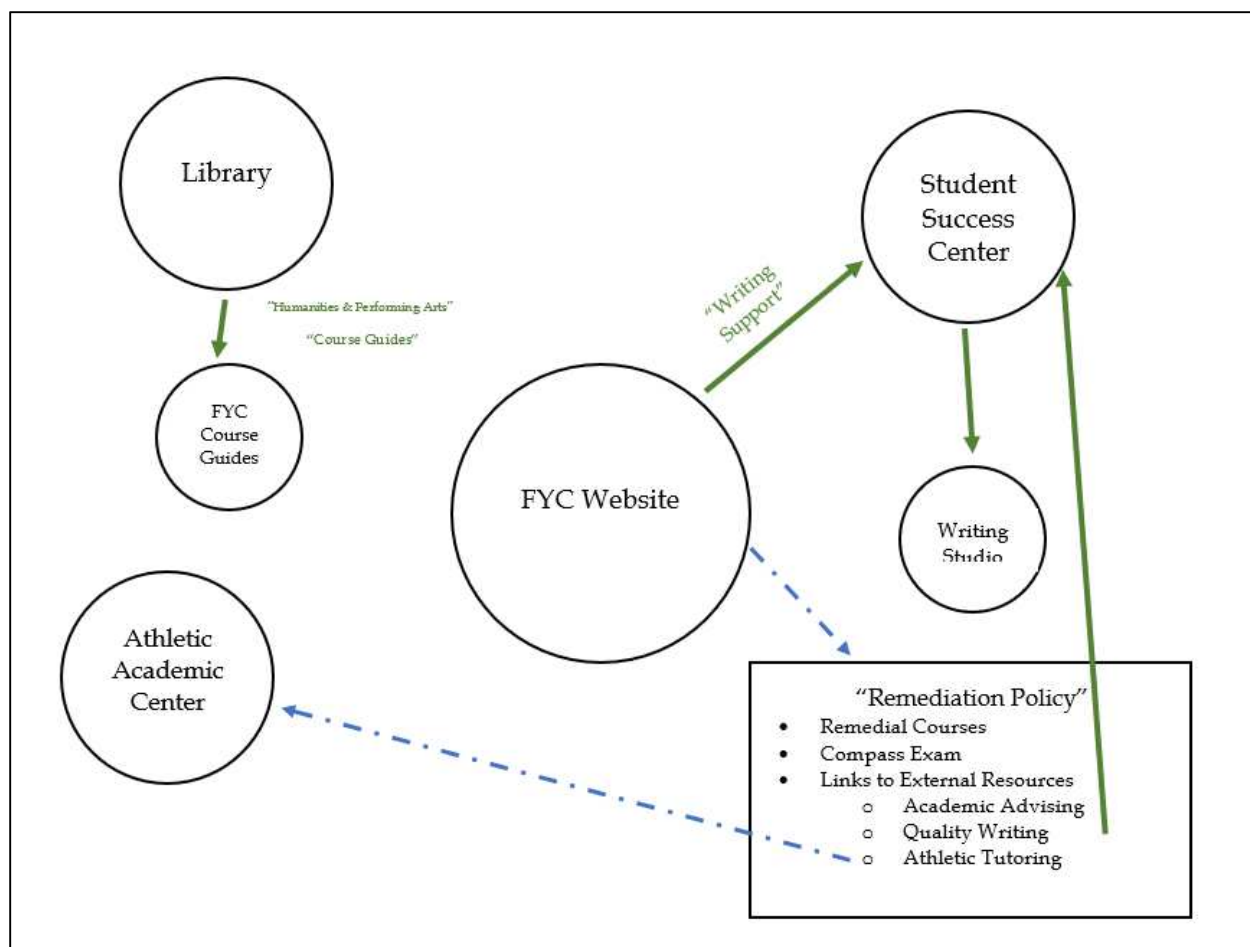 Library
"Humanities & Performing Arts"
"Course Guides"
FYC
Course
Guides
Athletic
Academic
Center
FYC Website
"Writing
Support"
Student
Success
Center
Writing
Studio
"Remediation Policy"
• Remedial Courses
• Compass Exam
• Links to External Resources
o Academic Advising
o Quality Writing
o Athletic Tutoring